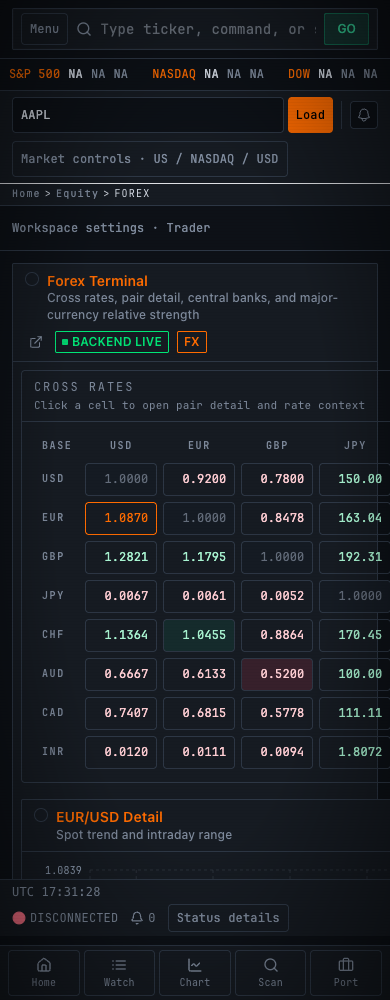 Menu Type ticker, command, or GO
S&P 500 NA NA NA NASDAQ NA NA NA DOW NA NA NA
AAPL Load
Market controls · US / NASDAQ / USD
Home > Equity > FOREX
Workspace settings · Trader
Forex Terminal
Cross rates, pair detail, central banks, and major-
currency relative strength
BACKEND LIVE FX
CROSS RATES
Click a cell to open pair detail and rate context
BASE USD EUR GBP JPY
USD 1.0000 0.9200 0.7800 150.00
EUR 1.0870 1.0000 0.8478 163.04
GBP 1.2821 1.1795 1.0000 192.31
JPY 0.0067 0.0061 0.0052 1.0000
CHF 1.1364 1.0455 0.8864 170.45
AUD 0.6667 0.6133 0.5200 100.00
CAD 0.7407 0.6815 0.5778 111.11
INR 0.0120 0.0111 0.0094 1.8072
EUR/USD Detail
Spot trend and intraday range
1.0839
UTC 17:31:28
DISCONNECTED 0 Status details
Home Watch Chart Scan Port